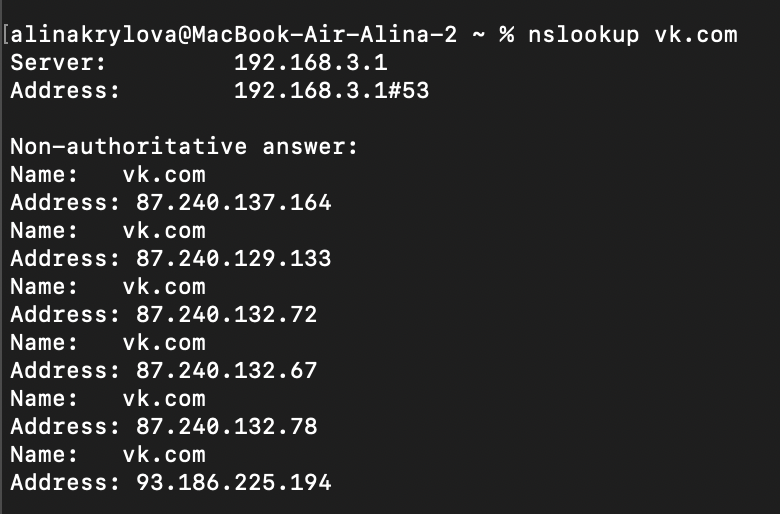 [alinakrylova@MacBook-Air-Alina-2 ~ % nslookup vk.com
Server:         192.168.3.1
Address:        192.168.3.1#53

Non-authoritative answer:
Name:   vk.com
Address: 87.240.137.164
Name:   vk.com
Address: 87.240.129.133
Name:   vk.com
Address: 87.240.132.72
Name:   vk.com
Address: 87.240.132.67
Name:   vk.com
Address: 87.240.132.78
Name:   vk.com
Address: 93.186.225.194